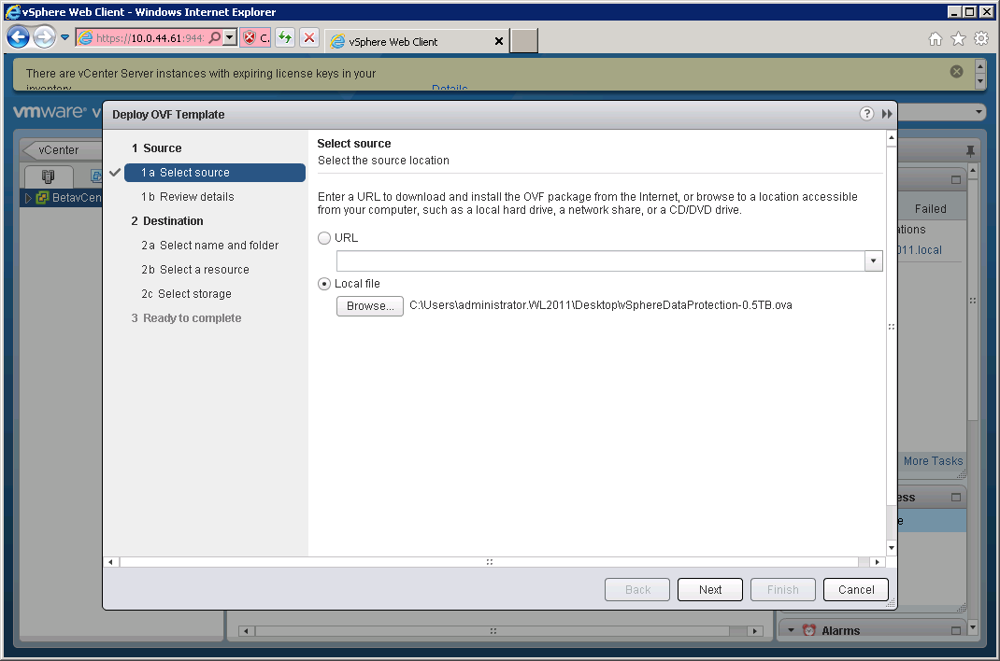 vSphere Web Client - Windows Internet Explorer
https://10.0.44.61:944
C.
vSphere Web Client
There are vCenter Server instances with expiring license keys in your
inventory
Details
vmware® v
Deploy OVF Template
?
vCenter
BetavCen
1 Source
1a Select source
1b Review details
2 Destination
2a Select name and folder
2b Select a resource
2c Select storage
3 Ready to complete
Select source
Select the source location
Enter a URL to download and install the OVF package from the Internet, or browse to a location accessible
from your computer, such as a local hard drive, a network share, or a CD/DVD drive.
URL
Local file
Browse... C:\Users\administrator.WL2011\Desktop\vSphereDataProtection-0.5TB.ova
Back Next Finish Cancel
Failed
ations
011.local
More Tasks
ess
e
Alarms